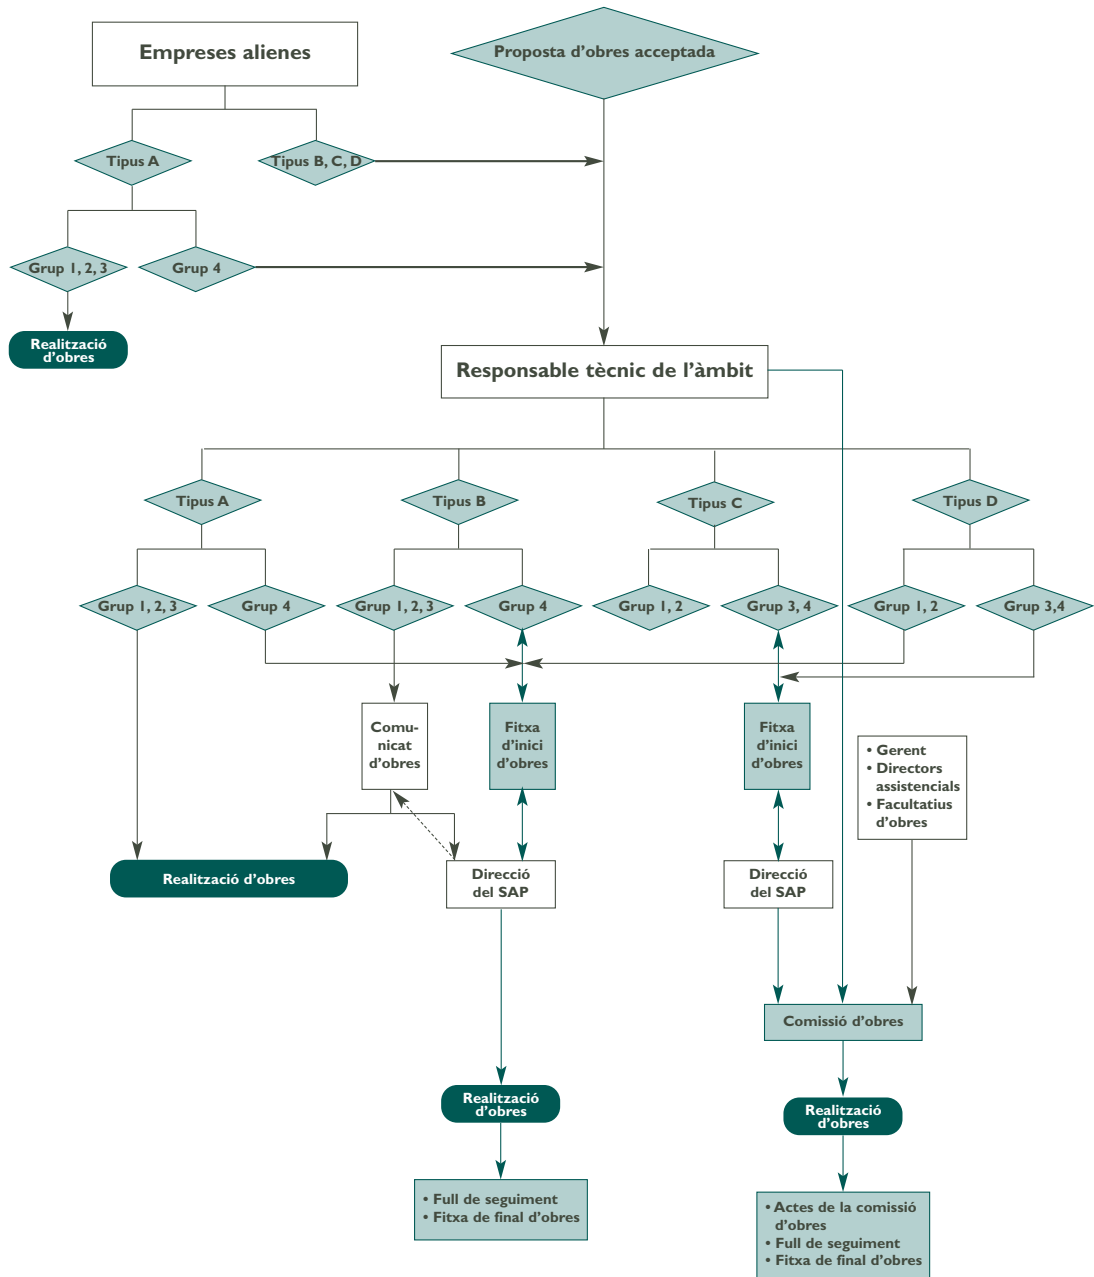 Empreses alienes
Proposta d'obres acceptada
Tipus A
Tipus B, C, D
Grup 1, 2, 3
Grup 4
Realització
d'obres
Responsable tècnic de l'àmbit
Tipus A
Tipus B
Tipus C
Tipus D
Grup 1, 2, 3
Grup 4
Grup 1, 2, 3
Grup 4
Grup 1, 2
Grup 3, 4
Grup 1, 2
Grup 3,4
Comu-
nicat
d'obres
Fitxa
d'inici
d'obres
Fitxa
d'inici
d'obres
• Gerent
• Directors
assistencials
• Facultatius
d'obres
Realització d'obres
Direcció
del SAP
Direcció
del SAP
Comissió d'obres
Realització
d'obres
Realització
d'obres
• Full de seguiment
• Fitxa de final d'obres
• Actes de la comissió
d'obres
• Full de seguiment
• Fitxa de final d'obres